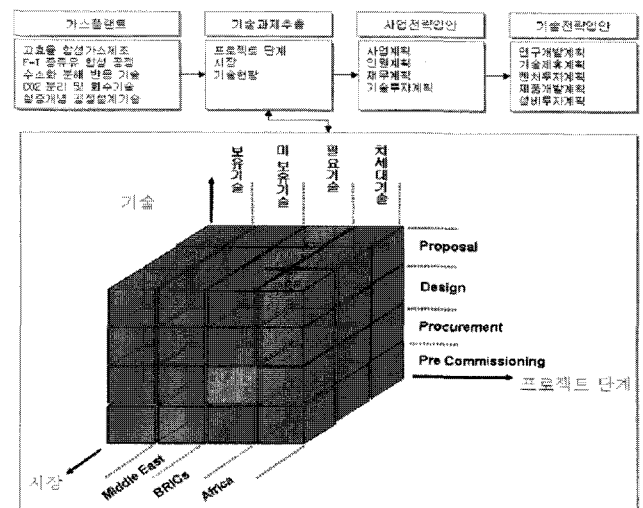 가스플랜트
고효율 합성가스제조
F-T 중류유 합성 공정
수소화 분해 반응 기술
CO2 분리 및 회수기술
실증개념 공정설계기술
기술과제추출
프로젝트 단계
시장
기술현황
사업전략입안
사업계획
인원계획
재무계획
기술투자계획
기술전략입안
연구개발계획
기술제휴계획
벤처투자계획
제품개발계획
설비투자계획
기술
보유기술
미보유기술
필요기술
차세대기술
Proposal
Design
Procurement
Pre Commissioning
프로젝트 단계
시장
Middle East
BRICs
Africa